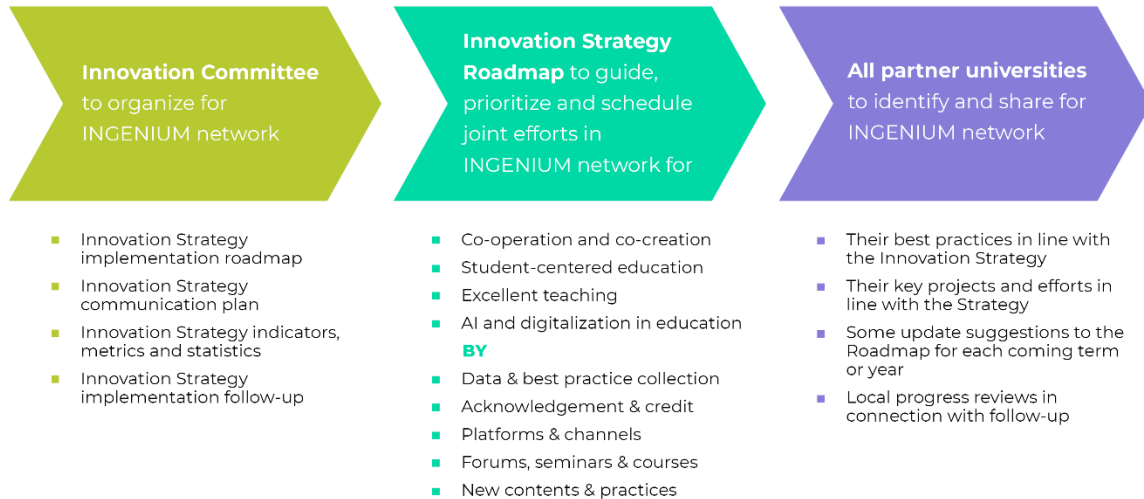 Innovation Committee
to organize for
INGENIUM network
Innovation Strategy
implementation roadmap
Innovation Strategy
communication plan
Innovation Strategy indicators,
metrics and statistics
Innovation Strategy
implementation follow-up
Innovation Strategy
Roadmap to guide,
prioritize and schedule
joint efforts in
INGENIUM network for
Co-operation and co-creation
Student-centered education
Excellent teaching
AI and digitalization in education
BY
Data & best practice collection
Acknowledgement & credit
Platforms & channels
Forums, seminars & courses
New contents & practices
All partner universities
to identify and share for
INGENIUM network
Their best practices in line with
the Innovation Strategy
Their key projects and efforts in
line with the Strategy
Some update suggestions to the
Roadmap for each coming term
or year
Local progress reviews in
connection with follow-up